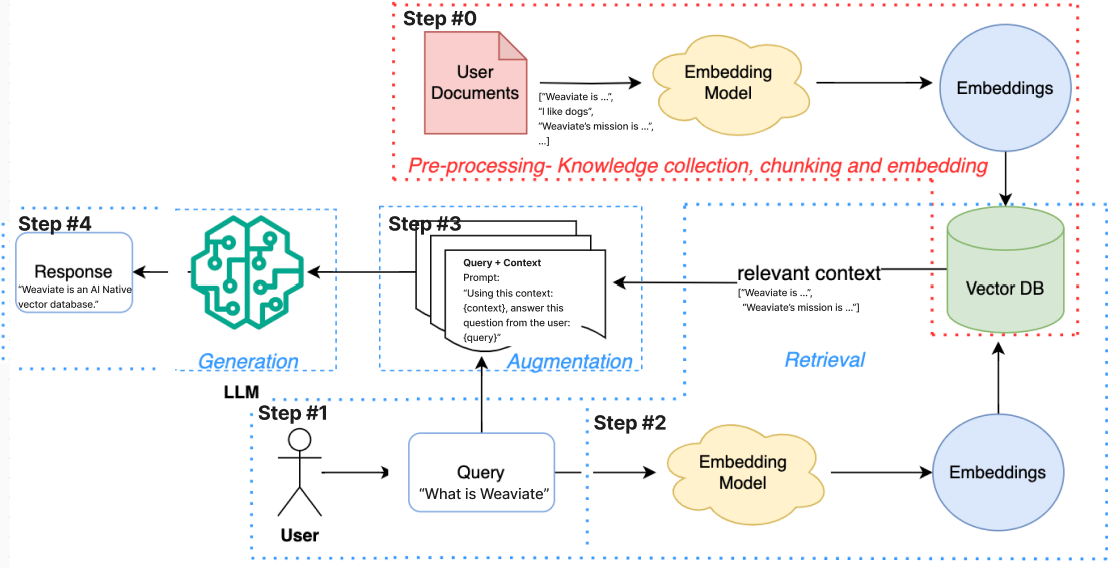 Step #0
User
Documents
["Weaviate is ...",
"I like dogs",
"Weaviate's mission is ...",
...]
Embedding
Model
Embeddings
Pre-processing- Knowledge collection, chunking and embedding
Step #4
Response
"Weaviate is an AI Native
vector database."
Generation
LLM
Step #3
Query + Context
Prompt:
"Using this context:
{context}, answer this
question from the user:
{query}"
Augmentation
relevant context
["Weaviate is ...",
"Weaviate's mission is ..."]
Vector DB
Retrieval
Step #1
User
Query
"What is Weaviate"
Step #2
Embedding
Model
Embeddings